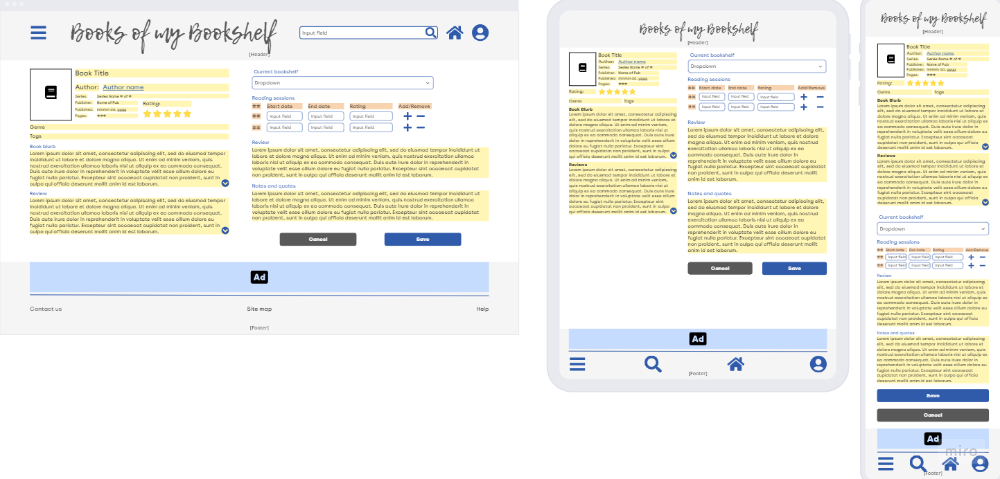 Books of my Bookshelf
Input field
[Header]
Book Title
Author: Author name
Series: Series Name # of #
Publisher: Name of Pub
Published: mmmm dd, yyyy
Pages: ###
Rating:
Genre
Tags
Book blurb
Lorem ipsum dolor sit amet, consectetur adipiscing elit, sed do eiusmod tempor
incididunt ut labore et dolore magna aliqua. Ut enim ad minim veniam, quis
nostrud exercitation ullamco laboris nisi ut aliquip ex ea commodo consequat.
Duis aute irure dolor in reprehenderit in voluptate velit esse cillum dolore eu
fugiat nulla pariatur. Excepteur sint occaecat cupidatat non proident, sunt in
culpa qui officia deserunt mollit anim id est laborum.
Review
Lorem ipsum dolor sit amet, consectetur adipiscing elit, sed do eiusmod tempor
incididunt ut labore et dolore magna aliqua. Ut enim ad minim veniam, quis
nostrud exercitation ullamco laboris nisi ut aliquip ex ea commodo consequat.
Duis aute irure dolor in reprehenderit in voluptate velit esse cillum dolore eu
fugiat nulla pariatur. Excepteur sint occaecat cupidatat non proident, sunt in
culpa qui officia deserunt mollit anim id est laborum.
Current bookshelf
Dropdown
Reading sessions
## Start date End date Rating Add/Remove
## Input field Input field Input field
## Input field Input field Input field
Review
Lorem ipsum dolor sit amet, consectetur adipiscing elit, sed do eiusmod tempor incididunt ut
labore et dolore magna aliqua. Ut enim ad minim veniam, quis nostrud exercitation ullamco
laboris nisi ut aliquip ex ea commodo consequat. Duis aute irure dolor in reprehenderit in
voluptate velit esse cillum dolore eu fugiat nulla pariatur. Excepteur sint occaecat cupidatat
non proident, sunt in culpa qui officia deserunt mollit anim id est laborum.
Notes and quotes
Lorem ipsum dolor sit amet, consectetur adipiscing elit, sed do eiusmod tempor incididunt ut
labore et dolore magna aliqua. Ut enim ad minim veniam, quis nostrud exercitation ullamco
laboris nisi ut aliquip ex ea commodo consequat. Duis aute irure dolor in reprehenderit in
voluptate velit esse cillum dolore eu fugiat nulla pariatur. Excepteur sint occaecat cupidatat
non proident, sunt in culpa qui officia deserunt mollit anim id est laborum.
Cancel Save
Ad
Contact us Site map Help
[Footer]
Books of my Bookshelf
[Header]
Book Title
Author: Author name
Series: Series Name # of #
Publisher: Name of Pub
Published: mmmm dd, yyyy
Pages: ###
Rating:
Genre Tags
Book Blurb
Lorem ipsum dolor sit amet, consectetur adipiscing
elit, sed do eiusmod tempor incididunt ut labore et
dolore magna aliqua. Ut enim ad minim veniam,
quis nostrud exercitation ullamco laboris nisi ut
aliquip ex ea commodo consequat. Duis aute irure
dolor in reprehenderit in voluptate velit esse cillum
dolore eu fugiat nulla pariatur. Excepteur sint
occaecat cupidatat non proident, sunt in culpa
qui officia deserunt mollit anim id est laborum.
Reviews
Lorem ipsum dolor sit amet, consectetur adipiscing
elit, sed do eiusmod tempor incididunt ut labore et
dolore magna aliqua. Ut enim ad minim veniam,
quis nostrud exercitation ullamco laboris nisi ut
aliquip ex ea commodo consequat. Duis aute irure
dolor in reprehenderit in voluptate velit esse cillum
dolore eu fugiat nulla pariatur. Excepteur sint
occaecat cupidatat non proident, sunt in culpa
qui officia deserunt mollit anim id est laborum.
Current bookshelf
Dropdown
Reading sessions
## Start date End date Rating Add/Remove
## Input field Input field Input field
## Input field Input field Input field
Review
Lorem ipsum dolor sit amet, consectetur adipiscing elit,
sed do eiusmod tempor incididunt ut labore et dolore
magna aliqua. Ut enim ad minim veniam, quis nostrud
exercitation ullamco laboris nisi ut aliquip ex ea
commodo consequat. Duis aute irure dolor in
reprehenderit in voluptate velit esse cillum dolore eu
fugiat nulla pariatur. Excepteur sint occaecat cupidatat
non proident, sunt in culpa qui officia deserunt mollit
anim id est laborum.
Notes and quotes
Lorem ipsum dolor sit amet, consectetur adipiscing elit,
sed do eiusmod tempor incididunt ut labore et dolore
magna aliqua. Ut enim ad minim veniam, quis nostrud
exercitation ullamco laboris nisi ut aliquip ex ea
commodo consequat. Duis aute irure dolor in
reprehenderit in voluptate velit esse cillum dolore eu
fugiat nulla pariatur. Excepteur sint occaecat cupidatat
non proident, sunt in culpa qui officia deserunt mollit
anim id est laborum.
Cancel Save
Ad
[Footer]
Books of my Bookshelf
[Header]
Book Title
Author: Author name
Series: Series Name # of #
Publisher: Name of Pub
Published: mmmm dd, yyyy
Pages: ###
Rating:
Genre Tags
Book Blurb
Lorem ipsum dolor sit amet, consectetur adipiscing
elit, sed do eiusmod tempor incididunt ut labore et
dolore magna aliqua. Ut enim ad minim veniam, quis
nostrud exercitation ullamco laboris nisi ut aliquip ex
ea commodo consequat. Duis aute irure dolor in
reprehenderit in voluptate velit esse cillum dolore eu
fugiat nulla pariatur. Excepteur sint occaecat
cupidatat non proident, sunt in culpa qui officia
deserunt mollit anim id est laborum.
Reviews
Lorem ipsum dolor sit amet, consectetur adipiscing
elit, sed do eiusmod tempor incididunt ut labore et
dolore magna aliqua. Ut enim ad minim veniam, quis
nostrud exercitation ullamco laboris nisi ut aliquip ex
ea commodo consequat. Duis aute irure dolor in
reprehenderit in voluptate velit esse cillum dolore eu
fugiat nulla pariatur. Excepteur sint occaecat
cupidatat non proident, sunt in culpa qui officia
deserunt mollit anim id est laborum.
Current bookshelf
Dropdown
Reading sessions
## Start date End date Rating Add/Remove
## Input field Input field Input field
## Input field Input field Input field
Review
Lorem ipsum dolor sit amet, consectetur adipiscing
elit, sed do eiusmod tempor incididunt ut labore et
dolore magna aliqua. Ut enim ad minim veniam, quis
nostrud exercitation ullamco laboris nisi ut aliquip ex
ea commodo consequat. Duis aute irure dolor in
reprehenderit in voluptate velit esse cillum dolore eu
fugiat nulla pariatur. Excepteur sint occaecat
cupidatat non proident, sunt in culpa qui officia
deserunt mollit anim id est laborum.
Notes and quotes
Lorem ipsum dolor sit amet, consectetur adipiscing
elit, sed do eiusmod tempor incididunt ut labore et
dolore magna aliqua. Ut enim ad minim veniam, quis
nostrud exercitation ullamco laboris nisi ut aliquip ex
ea commodo consequat. Duis aute irure dolor in
reprehenderit in voluptate velit esse cillum dolore eu
fugiat nulla pariatur. Excepteur sint occaecat
cupidatat non proident, sunt in culpa qui officia
deserunt mollit anim id est laborum.
Save
Cancel
Ad
miro
[Footer]